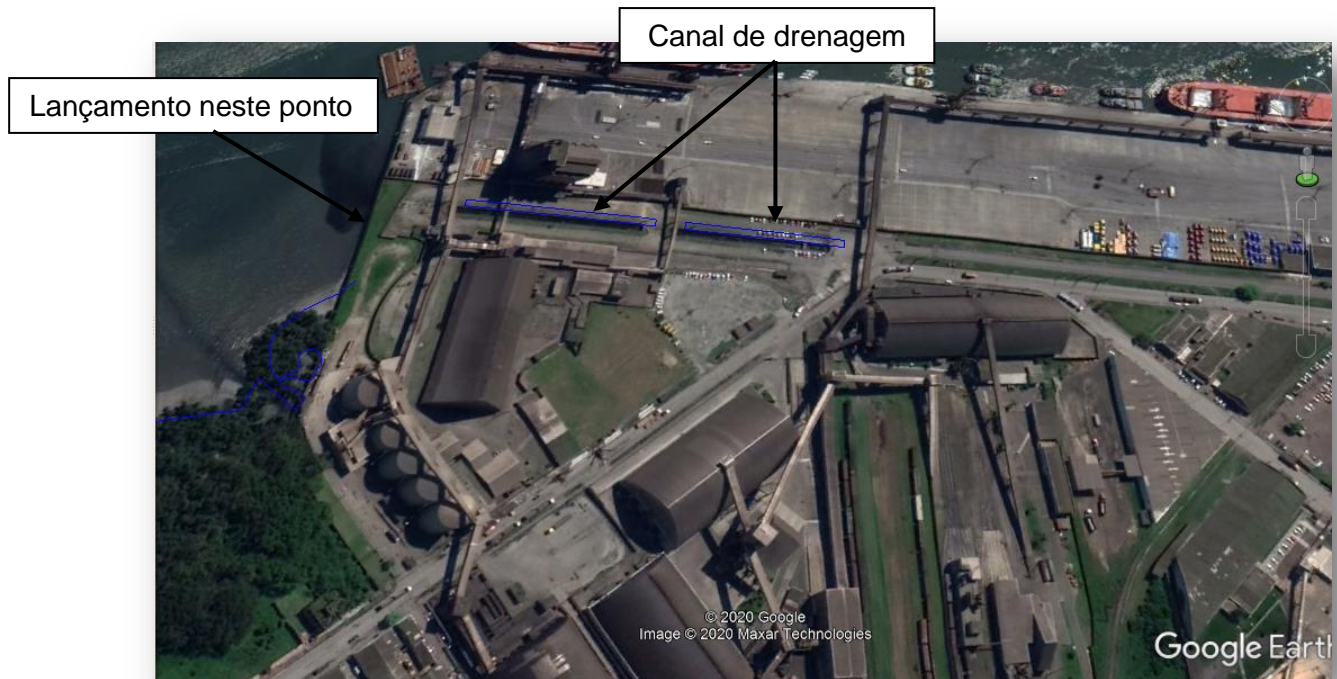 Canal de drenagem
Lançamento neste ponto
© 2020 Google
Image © 2020 Maxar Technologies
Google Earth